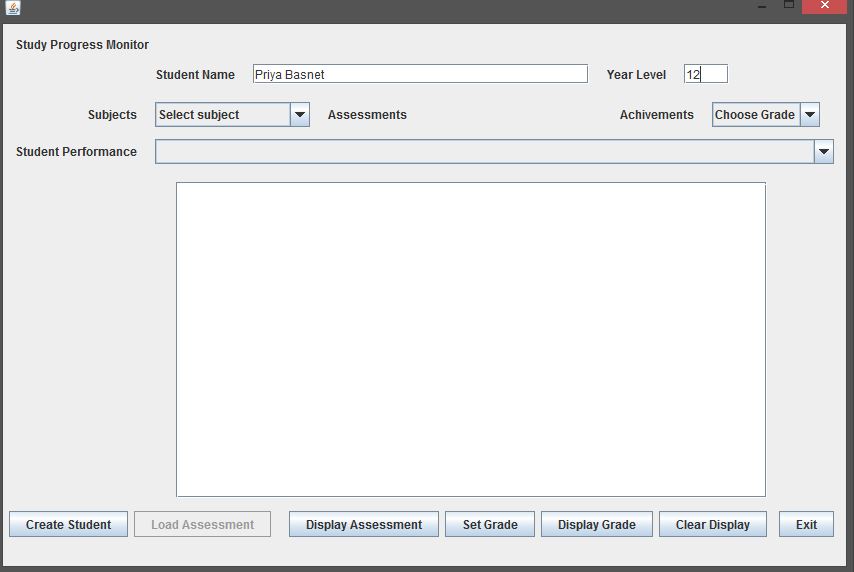 Study Progress Monitor
Student Name Priya Basnet Year Level 12
Subjects Select subject Assessments Achivements Choose Grade
Student Performance
Create Student Load Assessment Display Assessment Set Grade Display Grade Clear Display Exit